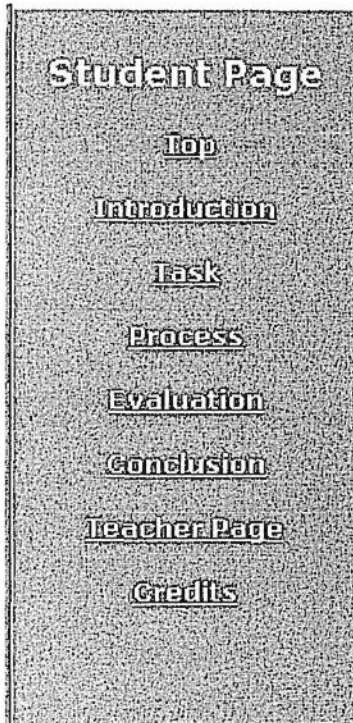 Student Page
Top
Introduction
Task
Process
Evaluation
Conclusion
Teacher Page
Credits